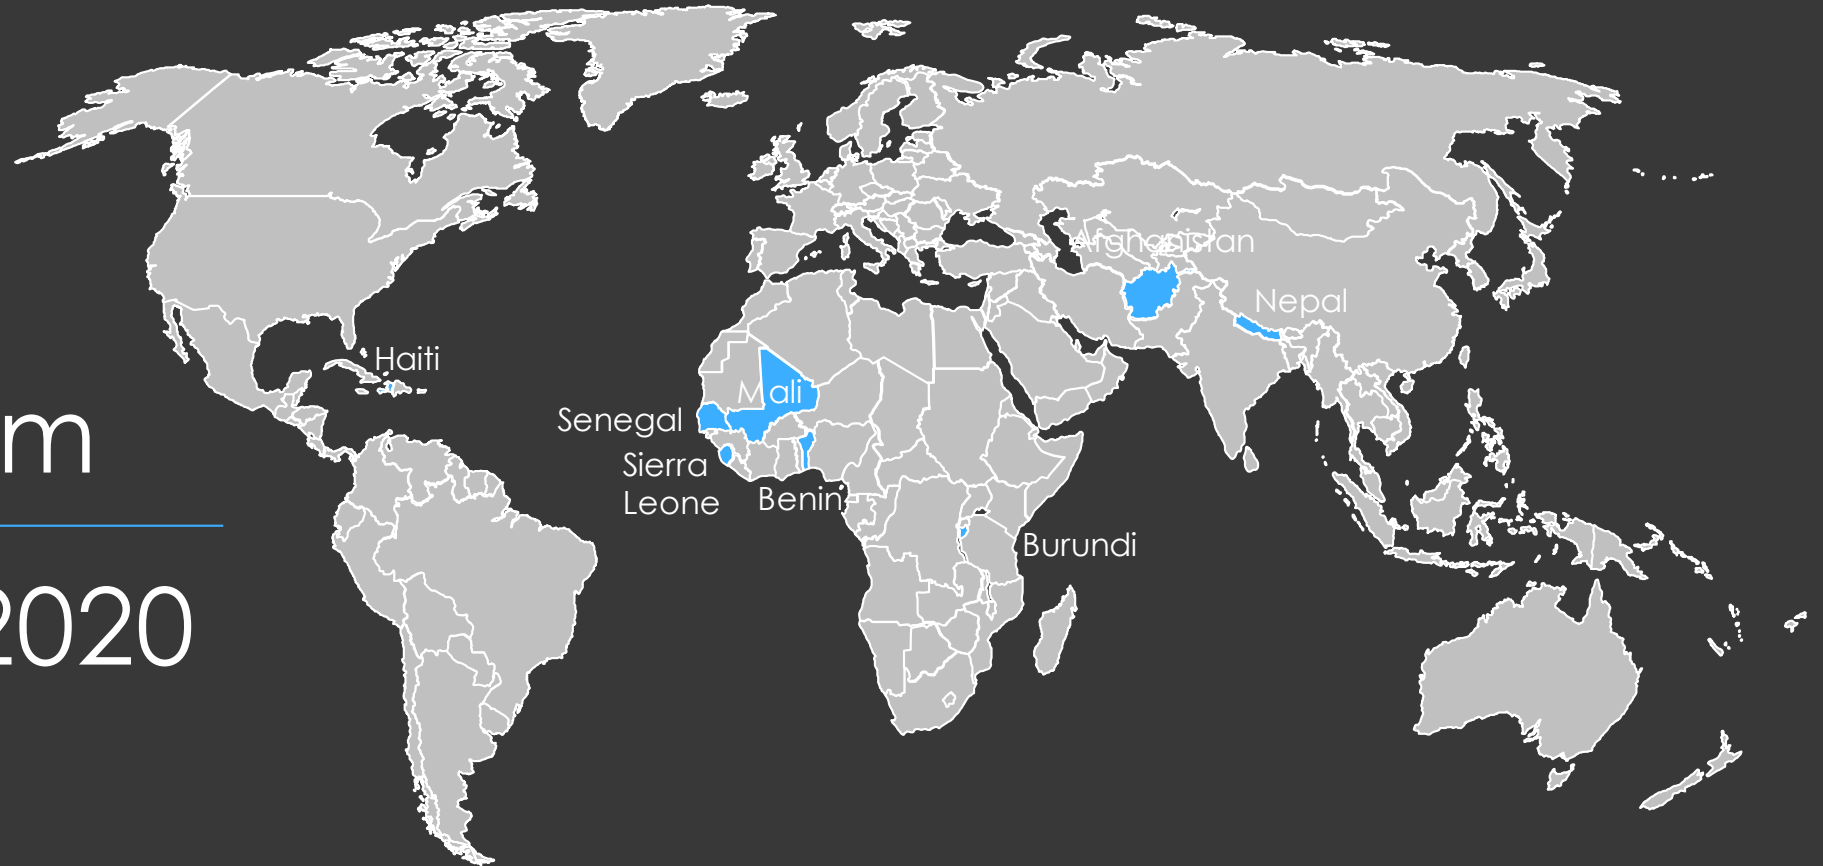 Afghanistan
Nepal
Haiti
Mali
Senegal
Sierra
Leone
Benin
Burundi
m
2020